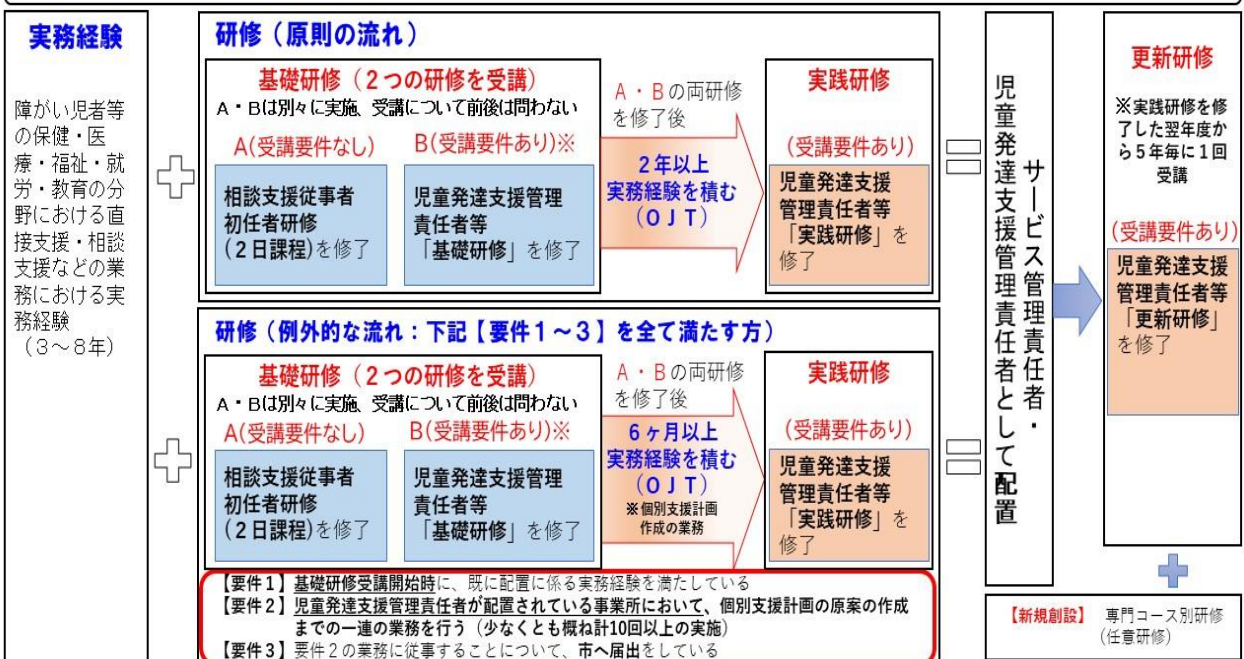 実務経験
障がい児者等
の保健・医
療・福祉・就
労・教育の分
野における直
接支援・相談
支援などの業
務における実
務経験
(3~8年)
研修(原則の流れ)
基礎研修(2つの研修を受講)
A・Bは別々に実施、受講について前後は問わない
A(受講要件なし)
B(受講要件あり)※
相談支援従事者
初任者研修
(2日課程)を修了
児童発達支援管理
責任者等
「基礎研修」を修了
A・Bの両研修
を修了後
2年以上
実務経験を積む
(OJT)
実践研修
(受講要件あり)
児童発達支援
管理責任者等
「実践研修」を
修了
研修(例外的な流れ:下記【要件1~3】を全て満たす方)
基礎研修(2つの研修を受講)
A・Bは別々に実施、受講について前後は問わない
A(受講要件なし)
B(受講要件あり)※
相談支援従事者
初任者研修
(2日課程)を修了
児童発達支援管理
責任者等
「基礎研修」を修了
A・Bの両研修
を修了後
6ヶ月以上
実務経験を積む
(OJT)
※個別支援計画
作成の業務
実践研修
(受講要件あり)
児童発達支援
管理責任者等
「実践研修」を
修了
【要件1】基礎研修受講開始時に、既に配置に係る実務経験を満たしている
【要件2】児童発達支援管理責任者が配置されている事業所において、個別支援計画の原案の作成
までの一連の業務を行う(少なくとも概ね計10回以上の実施)
【要件3】要件2の業務に従事することについて、市へ届出をしている
サービス管理責任者・
児童発達支援管理責任者として配置
更新研修
※実践研修を修
了した翌年度か
ら5年毎に1回
受講
(受講要件あり)
児童発達支援
管理責任者等
「更新研修」
を修了
【新規創設】 専門コース別研修
(任意研修)